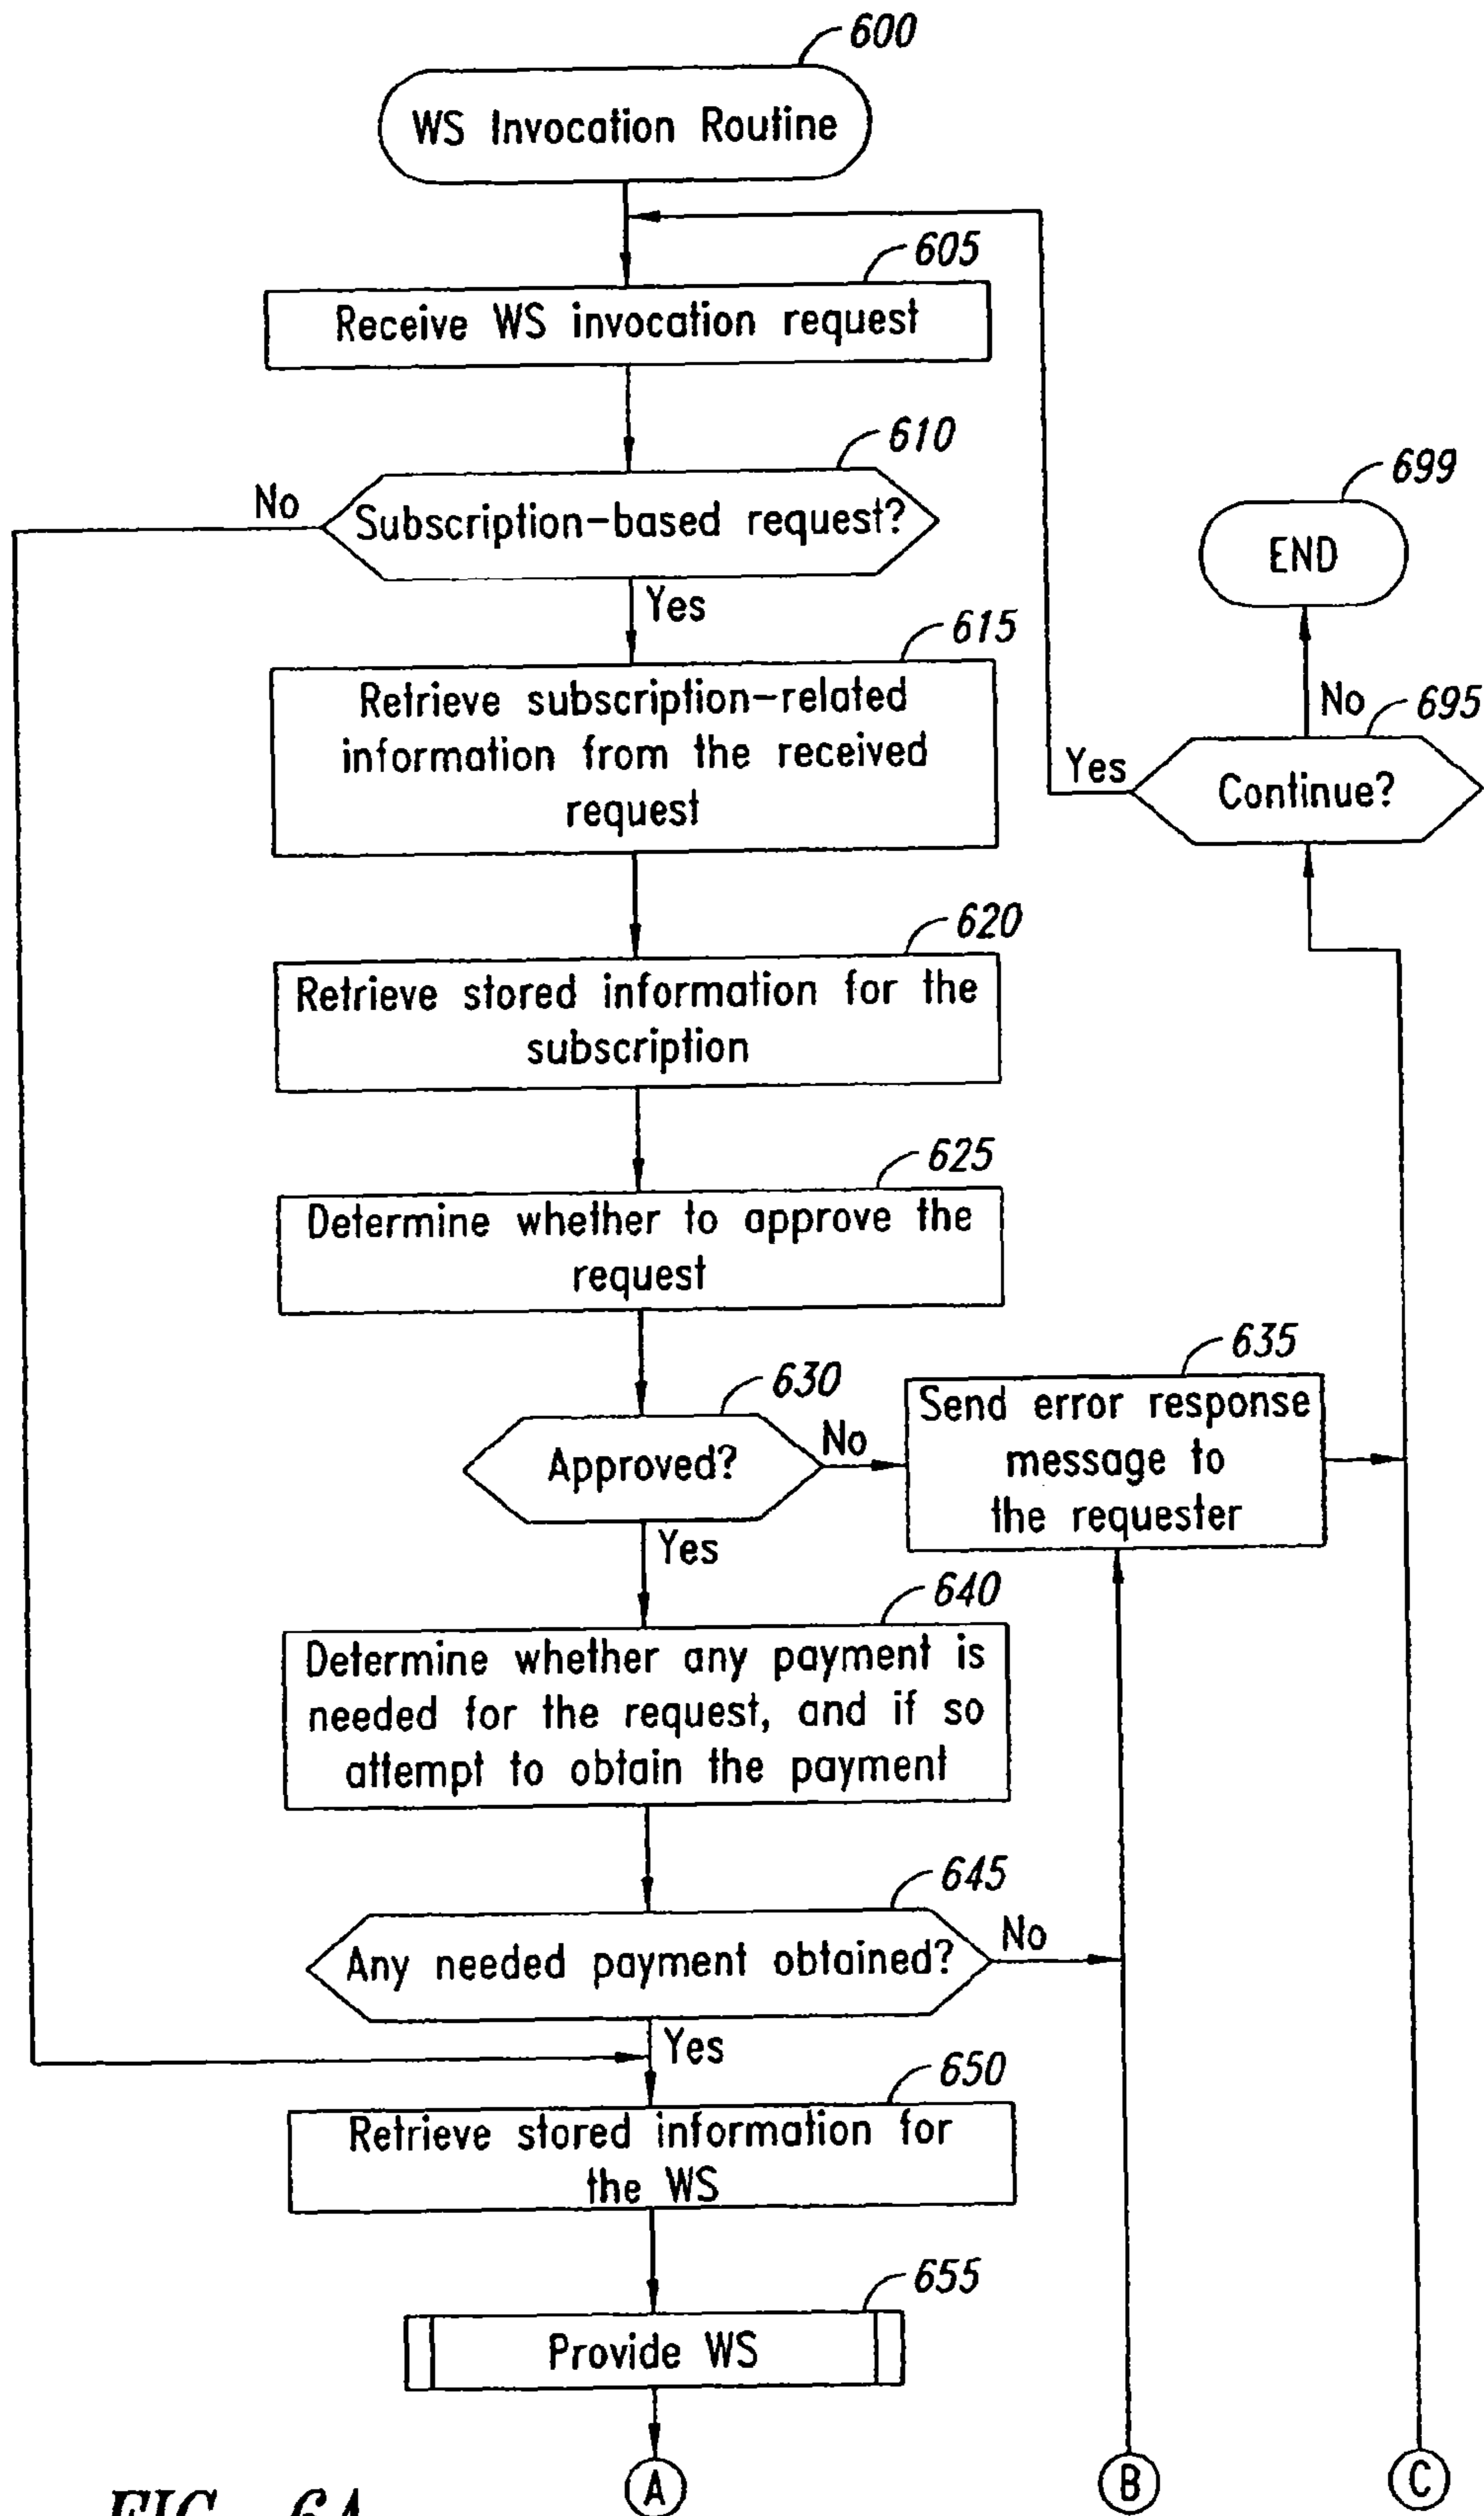 600
WS Invocation Routine
605
Receive WS invocation request
610
No
Subscription-based request?
Yes
699
END
615
Retrieve subscription-related
information from the received
request
No
695
Yes
Continue?
620
Retrieve stored information for the
subscription
625
Determine whether to approve the
request
630
Approved?
No
635
Send error response
message to
the requester
Yes
640
Determine whether any payment is
needed for the request, and if so
attempt to obtain the payment
645
Any needed payment obtained?
No
Yes
650
Retrieve stored information for
the WS
655
Provide WS
A
B
C
FIG. 6A